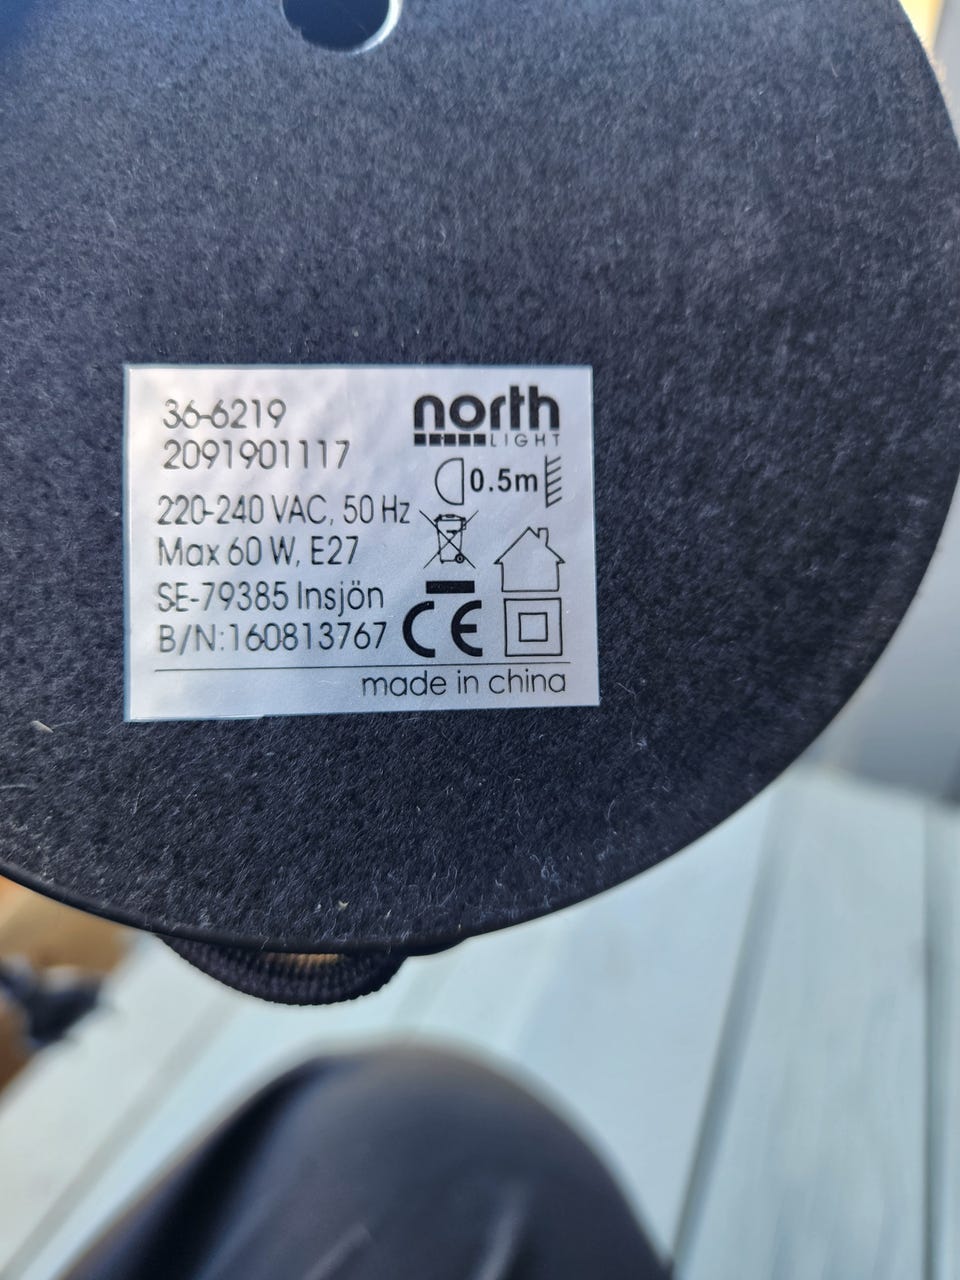 36-6219
2091901117
north
LIGHT
0.5m
220-240 VAC, 50 Hz
Max 60 W, E27
SE-79385 Insjön
B/N:160813767
CE
made in china